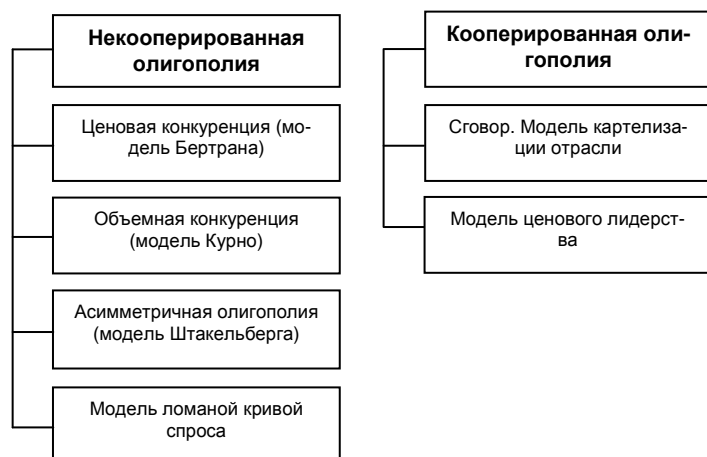 Некооперированная
олигополия
Ценовая конкуренция (мо-
дель Бертрана)
Объемная конкуренция
(модель Курно)
Асимметричная олигополия
(модель Штакельберга)
Модель ломаной кривой
спроса
Кооперированная оли-
гополия
Сговор. Модель картелиза-
ции отрасли
Модель ценового лидерст-
ва